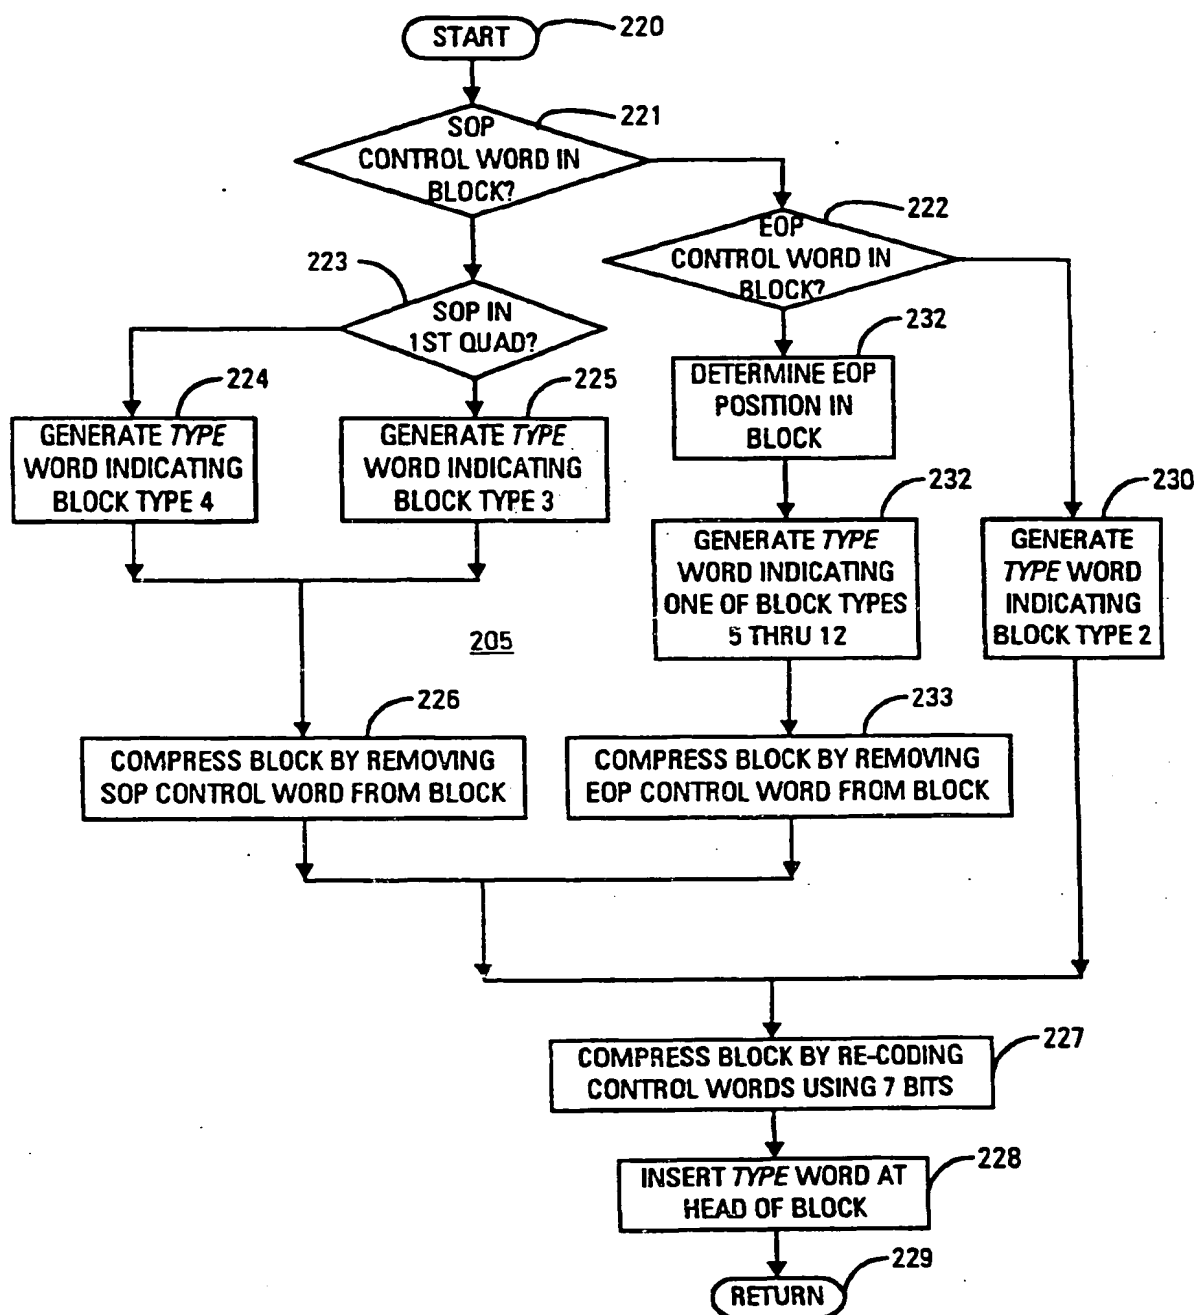 START
220
SOP
CONTROL WORD IN
BLOCK?
221
EOP
CONTROL WORD IN
BLOCK?
222
223
SOP IN
1ST QUAD?
232
DETERMINE EOP
POSITION IN
BLOCK
224
GENERATE TYPE
WORD INDICATING
BLOCK TYPE 4
225
GENERATE TYPE
WORD INDICATING
BLOCK TYPE 3
232
GENERATE TYPE
WORD INDICATING
ONE OF BLOCK TYPES
5 THRU 12
230
GENERATE
TYPE WORD
INDICATING
BLOCK TYPE 2
205
226
COMPRESS BLOCK BY REMOVING
SOP CONTROL WORD FROM BLOCK
233
COMPRESS BLOCK BY REMOVING
EOP CONTROL WORD FROM BLOCK
227
COMPRESS BLOCK BY RE-CODING
CONTROL WORDS USING 7 BITS
228
INSERT TYPE WORD AT
HEAD OF BLOCK
229
RETURN